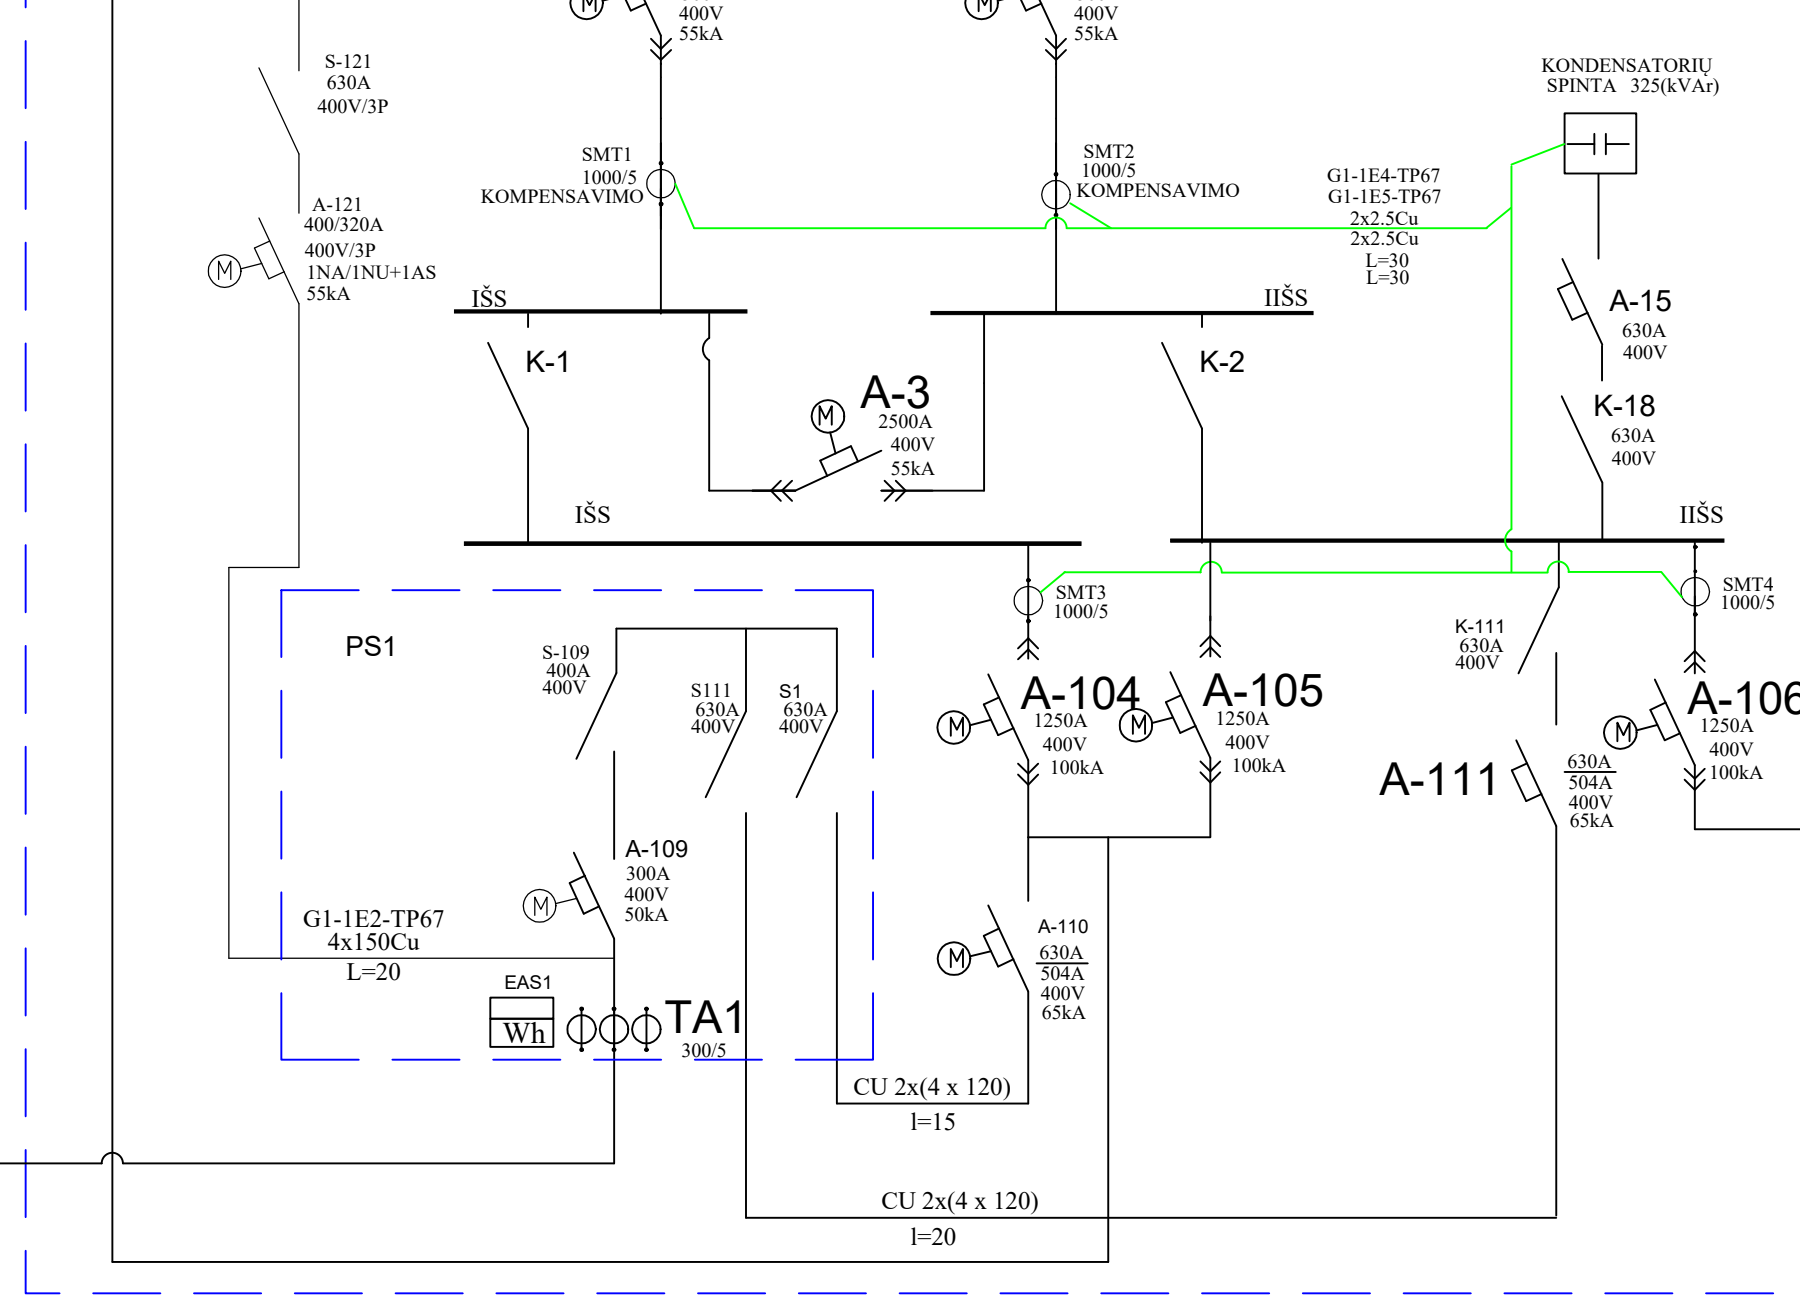 400V
55kA
400V
55kA
M
M
S-121
630A
400V/3P
KONDENSATORIŲ
SPINTA 325(kVAr)
SMT1
1000/5
KOMPENSAVIMO
SMT2
1000/5
KOMPENSAVIMO
G1-1E4-TP67
G1-1E5-TP67
2x2.5Cu
2x2.5Cu
L=30
L=30
A-121
400/320A
400V/3P
1NA/1NU+1AS
55kA
M
IŠS
IIŠS
A-15
630A
400V
K-1
K-2
A-3
2500A
400V
55kA
M
K-18
630A
400V
IŠS
IIŠS
SMT3
1000/5
SMT4
1000/5
PS1
S-109
400A
400V
S111
630A
400V
S1
630A
400V
K-111
630A
400V
A-104
1250A
400V
100kA
M
A-105
1250A
400V
100kA
M
A-106
1250A
400V
100kA
M
A-111
630A
504A
400V
65kA
A-109
300A
400V
50kA
M
G1-1E2-TP67
4x150Cu
L=20
A-110
630A
504A
400V
65kA
M
EAS1
Wh
TA1
300/5
CU 2x(4 x 120)
l=15
CU 2x(4 x 120)
l=20